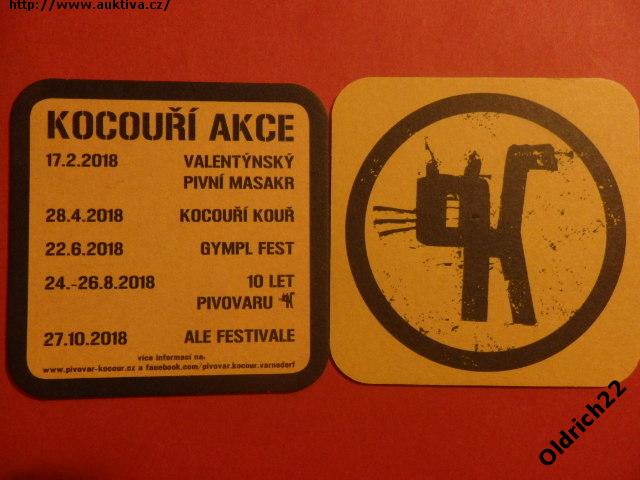 http://www.auktiva.cz/
KOCOUŘÍ AKCE
17.2.2018 VALENTÝNSKÝ
PIVNÍ MASAKR
28.4.2018 KOCOUŘÍ KOUŘ
22.6.2018 GYMPL FEST
24.-26.8.2018 10 LET
PIVOVARU PK
27.10.2018 ALE FESTIVALE
více informací na:
www.pivovar-kocour.cz a facebook.com/pivovar.kocour.varnsdorf
PK
Oldrich22